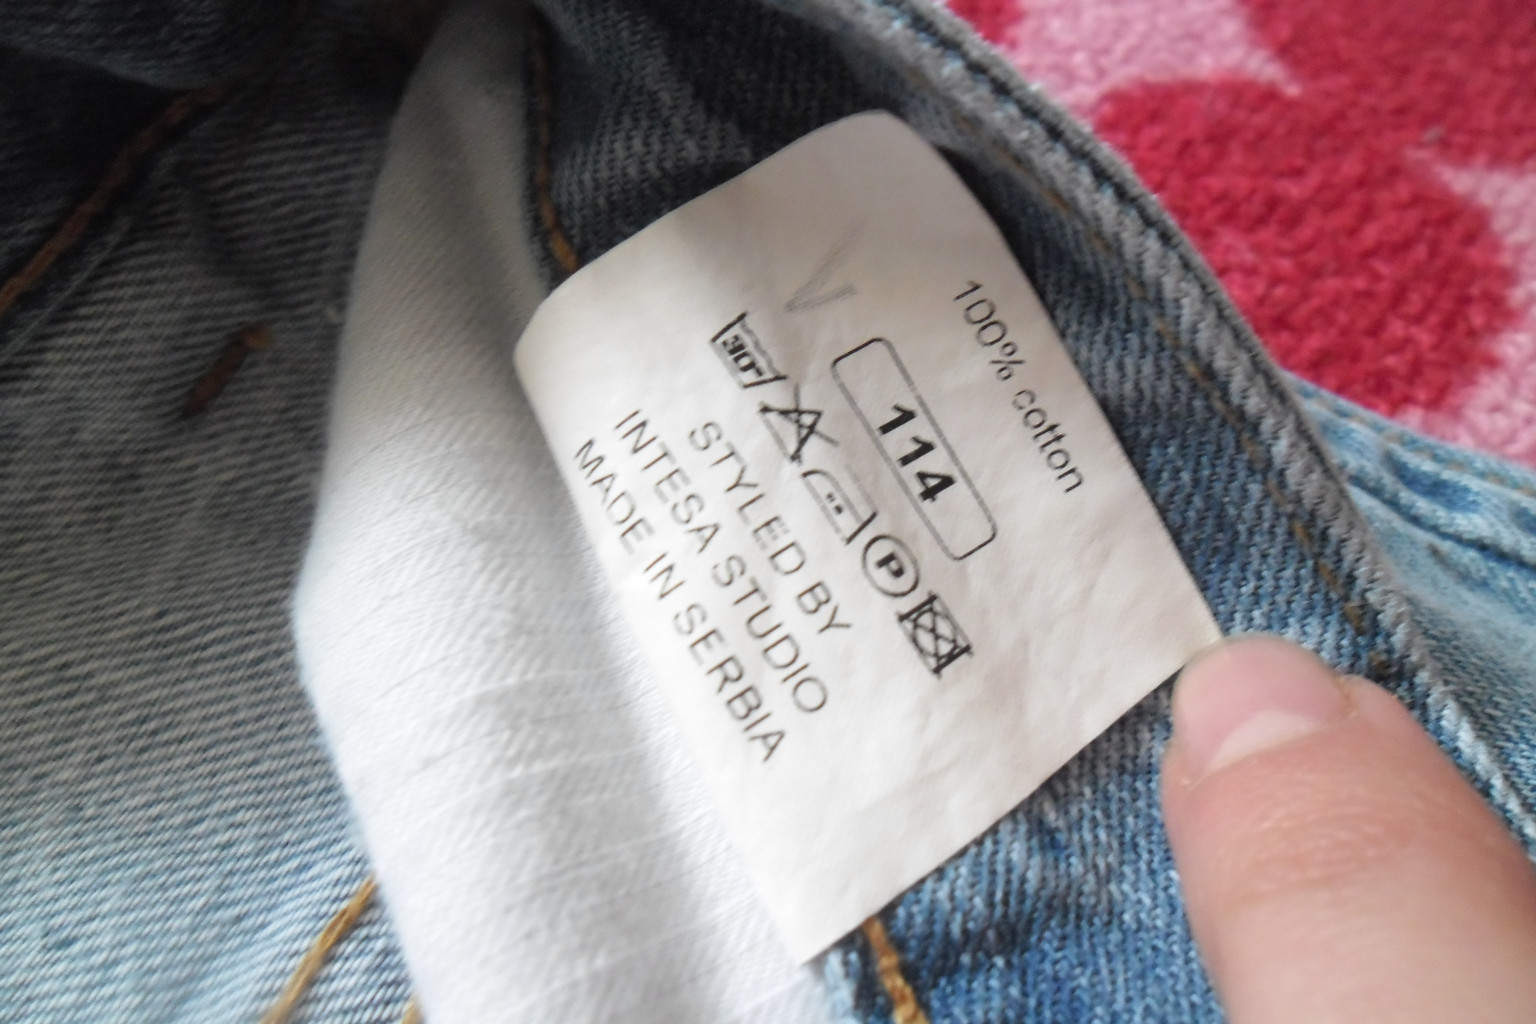 100% cotton
114
30°
P
STYLED BY
INTESA STUDIO
MADE IN SERBIA